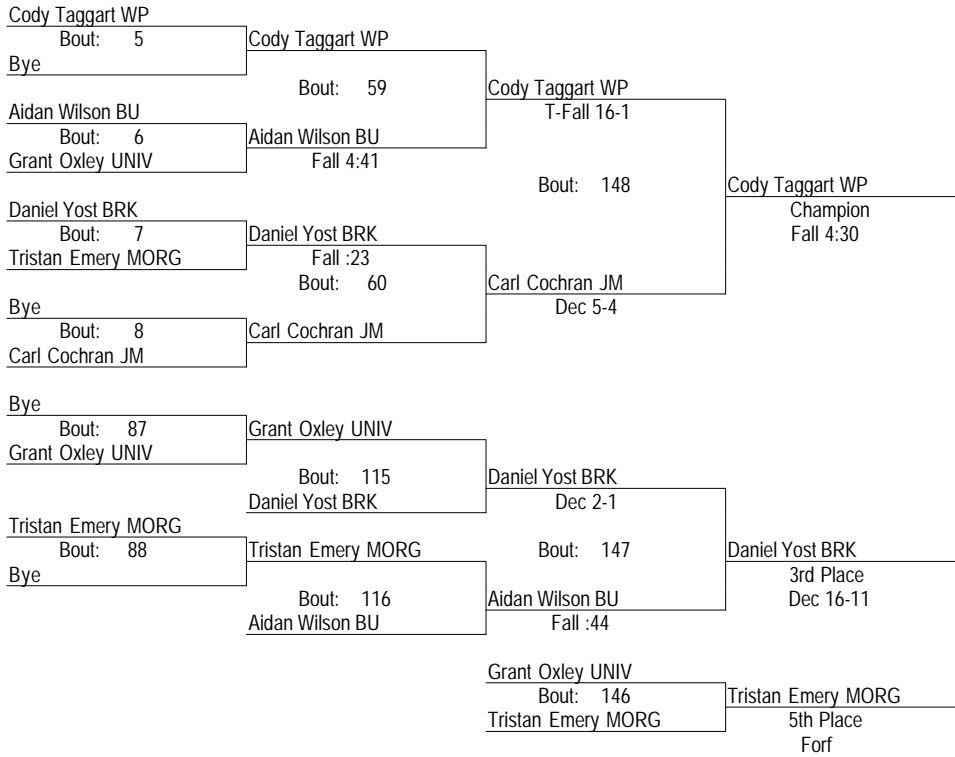 Cody Taggart WP
Bout: 5
Cody Taggart WP
Bye
Bout: 59
Cody Taggart WP
T-Fall 16-1
Aidan Wilson BU
Bout: 6
Aidan Wilson BU
Grant Oxley UNIV
Fall 4:41
Bout: 148
Cody Taggart WP
Champion
Fall 4:30
Daniel Yost BRK
Bout: 7
Daniel Yost BRK
Tristan Emery MORG
Fall :23
Bout: 60
Carl Cochran JM
Dec 5-4
Bye
Bout: 8
Carl Cochran JM
Carl Cochran JM
Bye
Bout: 87
Grant Oxley UNIV
Grant Oxley UNIV
Bout: 115
Daniel Yost BRK
Daniel Yost BRK
Dec 2-1
Tristan Emery MORG
Bout: 88
Tristan Emery MORG
Bye
Bout: 147
Daniel Yost BRK
3rd Place
Dec 16-11
Bout: 116
Aidan Wilson BU
Aidan Wilson BU
Fall :44
Grant Oxley UNIV
Bout: 146
Tristan Emery MORG
Tristan Emery MORG
5th Place
Forf